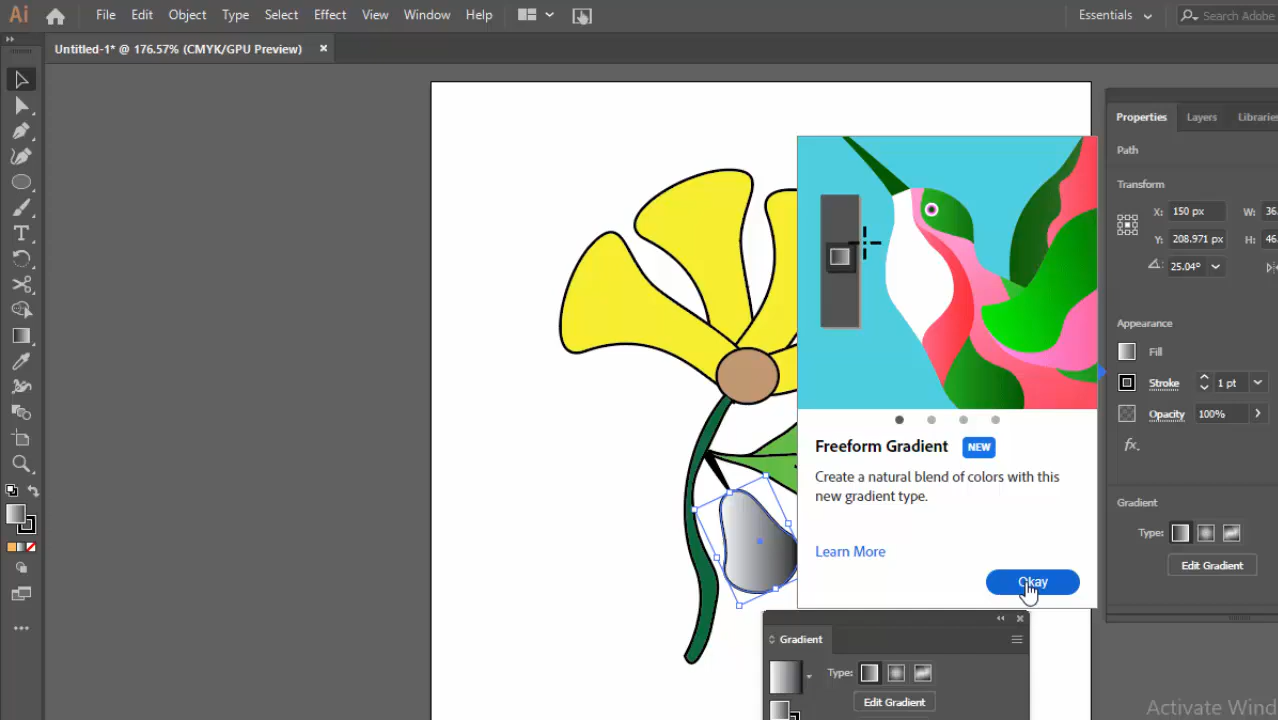 Ai File Edit Object Type Select Effect View Window Help Essentials Search Adobe
Untitled-1* @ 176.57% (CMYK/GPU Preview) ×
Properties Layers Libraries
Path
Transform
X: 150 px W: 36.
Y: 208.971 px H: 46.
25.04°
Appearance
Fill
Stroke 1 pt
Opacity 100%
fx.
Gradient
Type:
Edit Gradient
Freeform Gradient NEW
Create a natural blend of colors with this
new gradient type.
Learn More
Okay
Gradient
Type:
Edit Gradient
Activate Wind